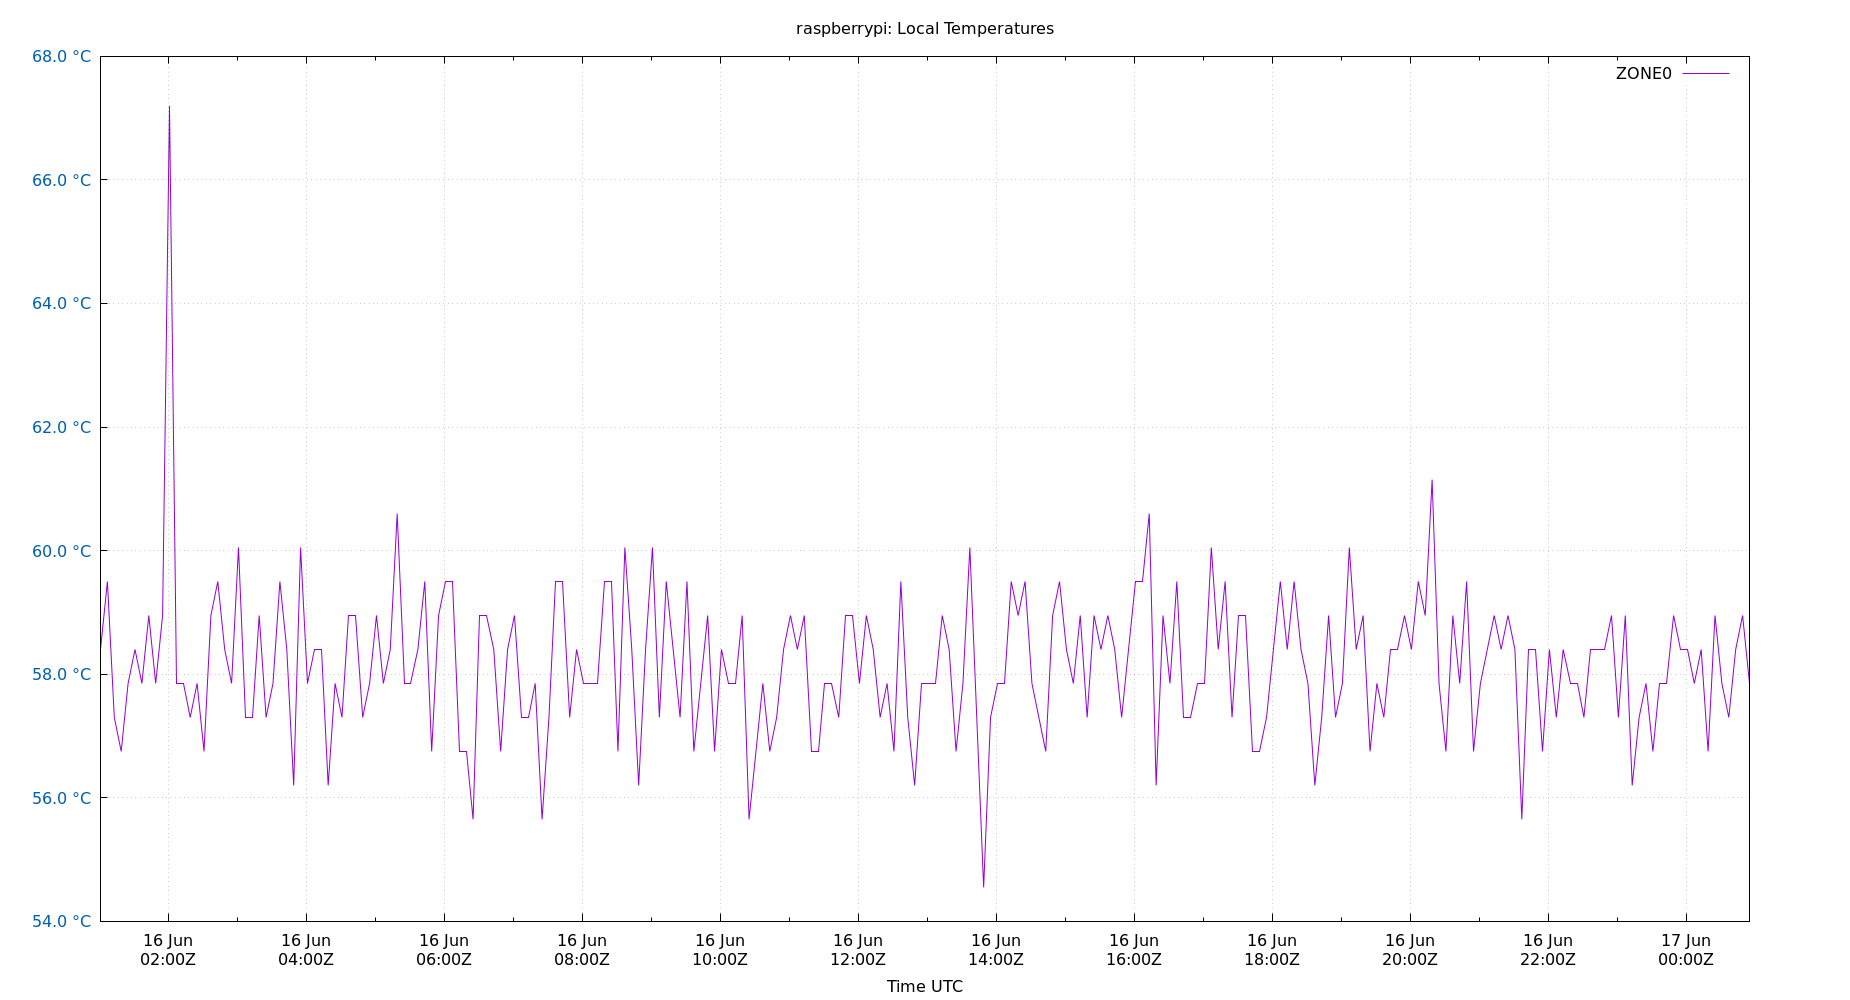 raspberrypi: Local Temperatures
68.0 °C
66.0 °C
64.0 °C
62.0 °C
60.0 °C
58.0 °C
56.0 °C
54.0 °C
ZONE0
16 Jun 16 Jun 16 Jun 16 Jun 16 Jun 16 Jun 16 Jun 16 Jun 16 Jun 16 Jun 16 Jun 17 Jun
02:00Z 04:00Z 06:00Z 08:00Z 10:00Z 12:00Z 14:00Z 16:00Z 18:00Z 20:00Z 22:00Z 00:00Z
Time UTC